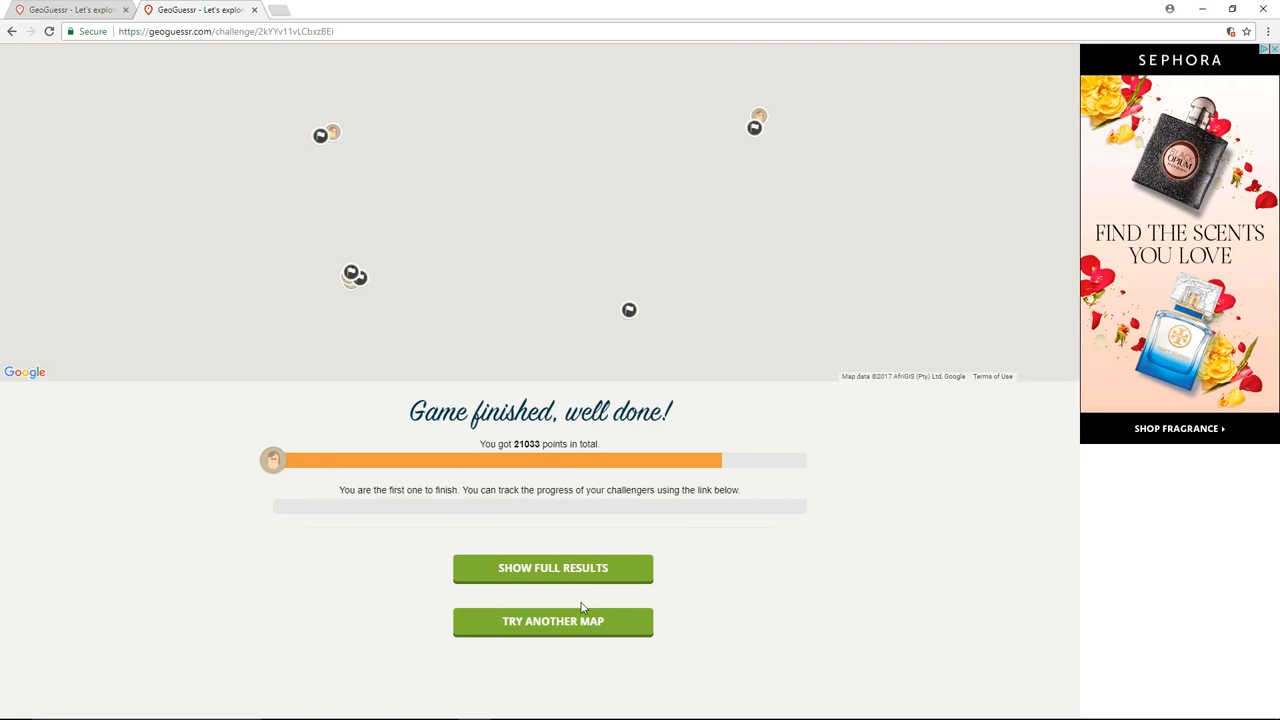 GeoGuessr - Let's explor
GeoGuessr - Let's explor
Secure
https://geoguessr.com/challenge/2kYYv11vLCbxzBEi
SEPHORA
BLACK
OPIUM
FIND THE SCENTS
YOU LOVE
SHOP FRAGRANCE
Google
Map data ©2017 AfriGIS (Pty) Ltd, Google Terms of Use
Game finished, well done!
You got 21033 points in total.
You are the first one to finish. You can track the progress of your challengers using the link below.
SHOW FULL RESULTS
TRY ANOTHER MAP